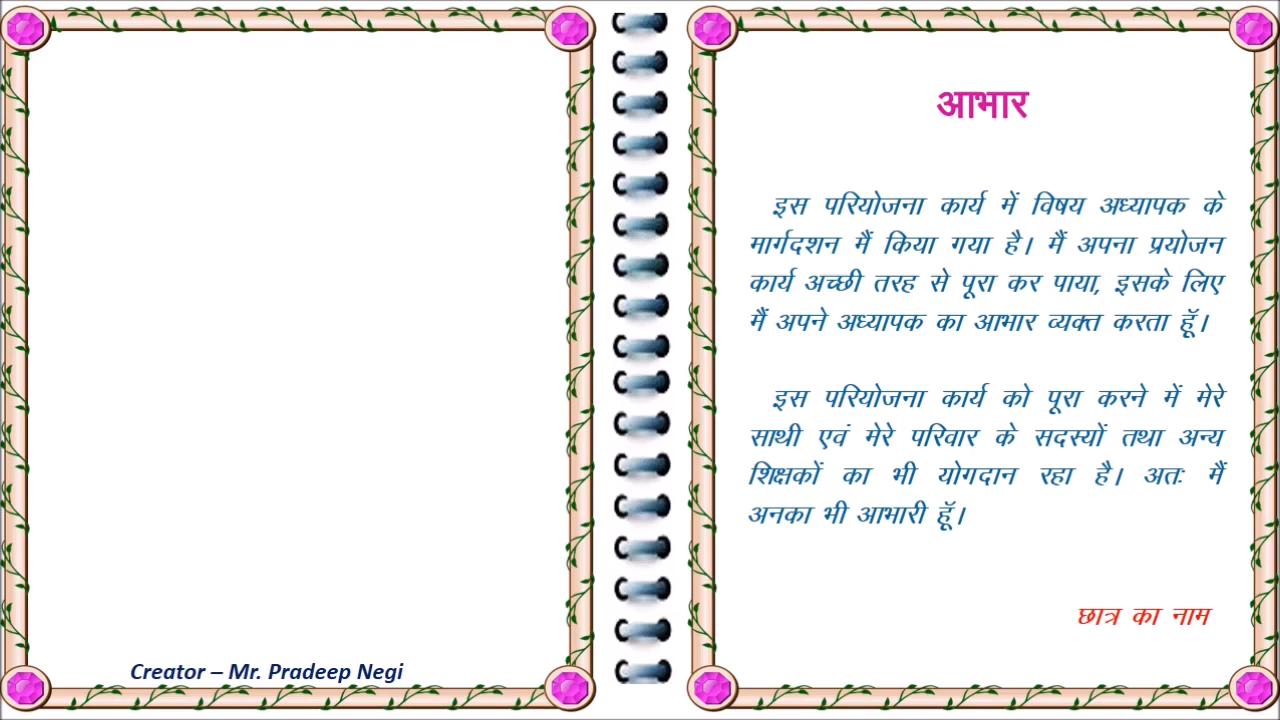 Creator – Mr. Pradeep Negi
आभार
इस परियोजना कार्य में विषय अध्यापक के
मार्गदशन मैं किया गया है। मैं अपना प्रयोजन
कार्य अच्छी तरह से पूरा कर पाया, इसके लिए
मैं अपने अध्यापक का आभार व्यक्त करता हूॅ।
इस परियोजना कार्य को पूरा करने में मेरे
साथी एवं मेरे परिवार के सदस्यों तथा अन्य
शिक्षकों का भी योगदान रहा है। अतः मैं
अनका भी आभारी हूॅ।
छात्र का नाम